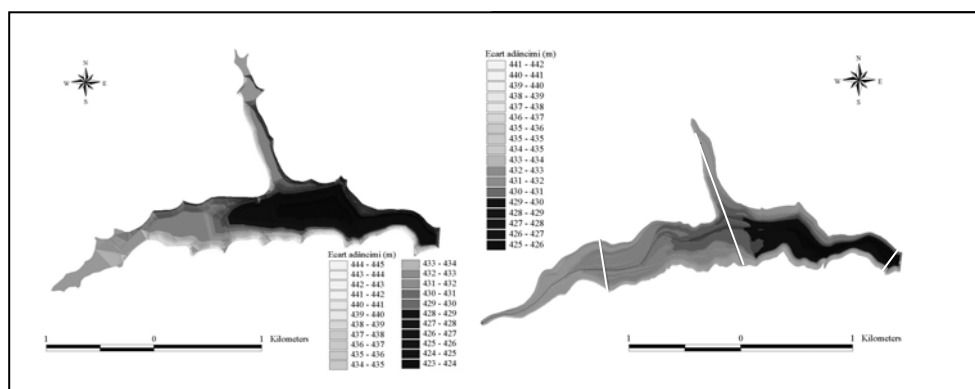 N
W E
S
Ecart adâncimi (m)
444 - 445
443 - 444
442 - 443
441 - 442
440 - 441
439 - 440
438 - 439
437 - 438
436 - 437
435 - 436
434 - 435
433 - 434
432 - 433
431 - 432
430 - 431
429 - 430
428 - 429
427 - 428
426 - 427
425 - 426
424 - 425
423 - 424
1 0 1 Kilometers
Ecart adâncimi (m)
441 - 442
440 - 441
439 - 440
438 - 439
437 - 438
436 - 437
435 - 436
435 - 435
434 - 435
433 - 434
432 - 433
431 - 432
430 - 431
429 - 430
428 - 429
427 - 428
426 - 427
425 - 426
N
W E
S
1 0 1 Kilometers